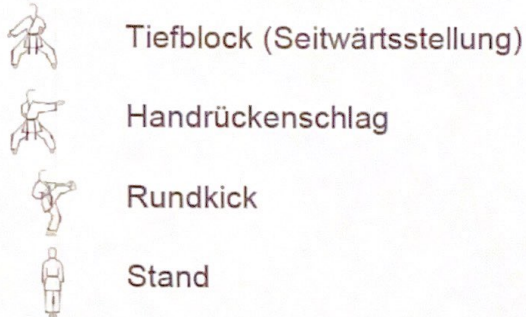 Tiefblock (Seitwärtsstellung)
Handrückenschlag
Rundkick
Stand